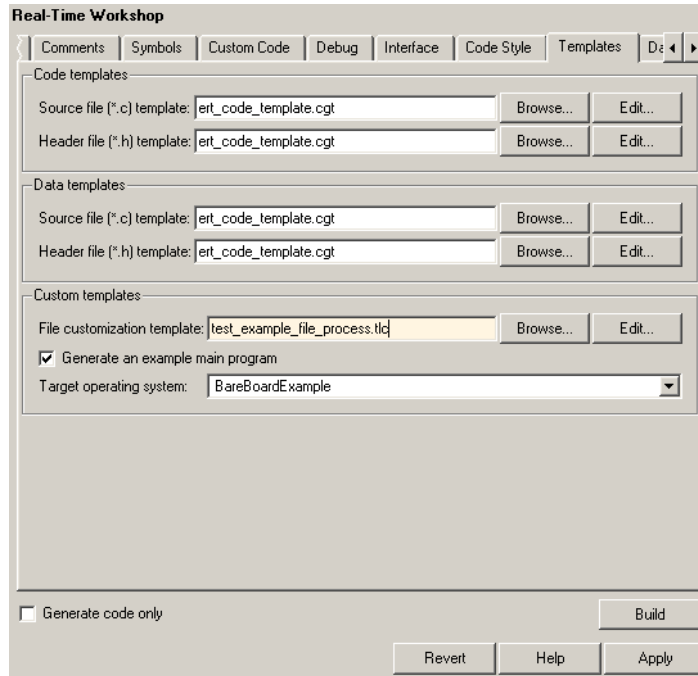 Real-Time Workshop
Comments Symbols Custom Code Debug Interface Code Style Templates
Code templates
Source file (*.c) template: ert_code_template.cgt Browse... Edit...
Header file (*.h) template: ert_code_template.cgt Browse... Edit...
Data templates
Source file (*.c) template: ert_code_template.cgt Browse... Edit...
Header file (*.h) template: ert_code_template.cgt Browse... Edit...
Custom templates
File customization template: test_example_file_process.tlc Browse... Edit...
Generate an example main program
Target operating system: BareBoardExample
Generate code only Build
Revert Help Apply